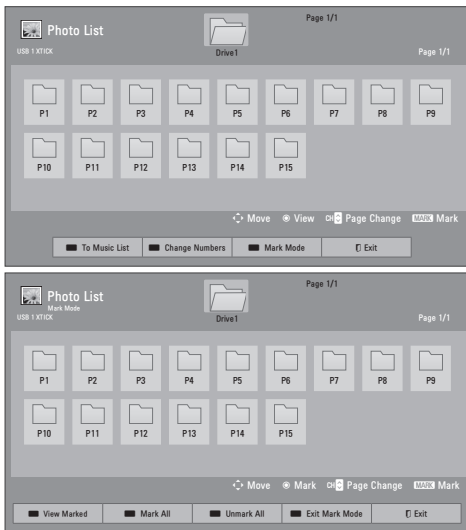 Page 1/1
Photo List
USB 1 XTICK
Drive1
Page 1/1
P1 P2 P3 P4 P5 P6 P7 P8 P9
P10 P11 P12 P13 P14 P15
Move View CH Page Change MARK Mark
To Music List Change Numbers Mark Mode Exit
Page 1/1
Photo List
Mark Mode
USB 1 XTICK
Drive1
Page 1/1
P1 P2 P3 P4 P5 P6 P7 P8 P9
P10 P11 P12 P13 P14 P15
Move Mark CH Page Change MARK Mark
View Marked Mark All Unmark All Exit Mark Mode Exit